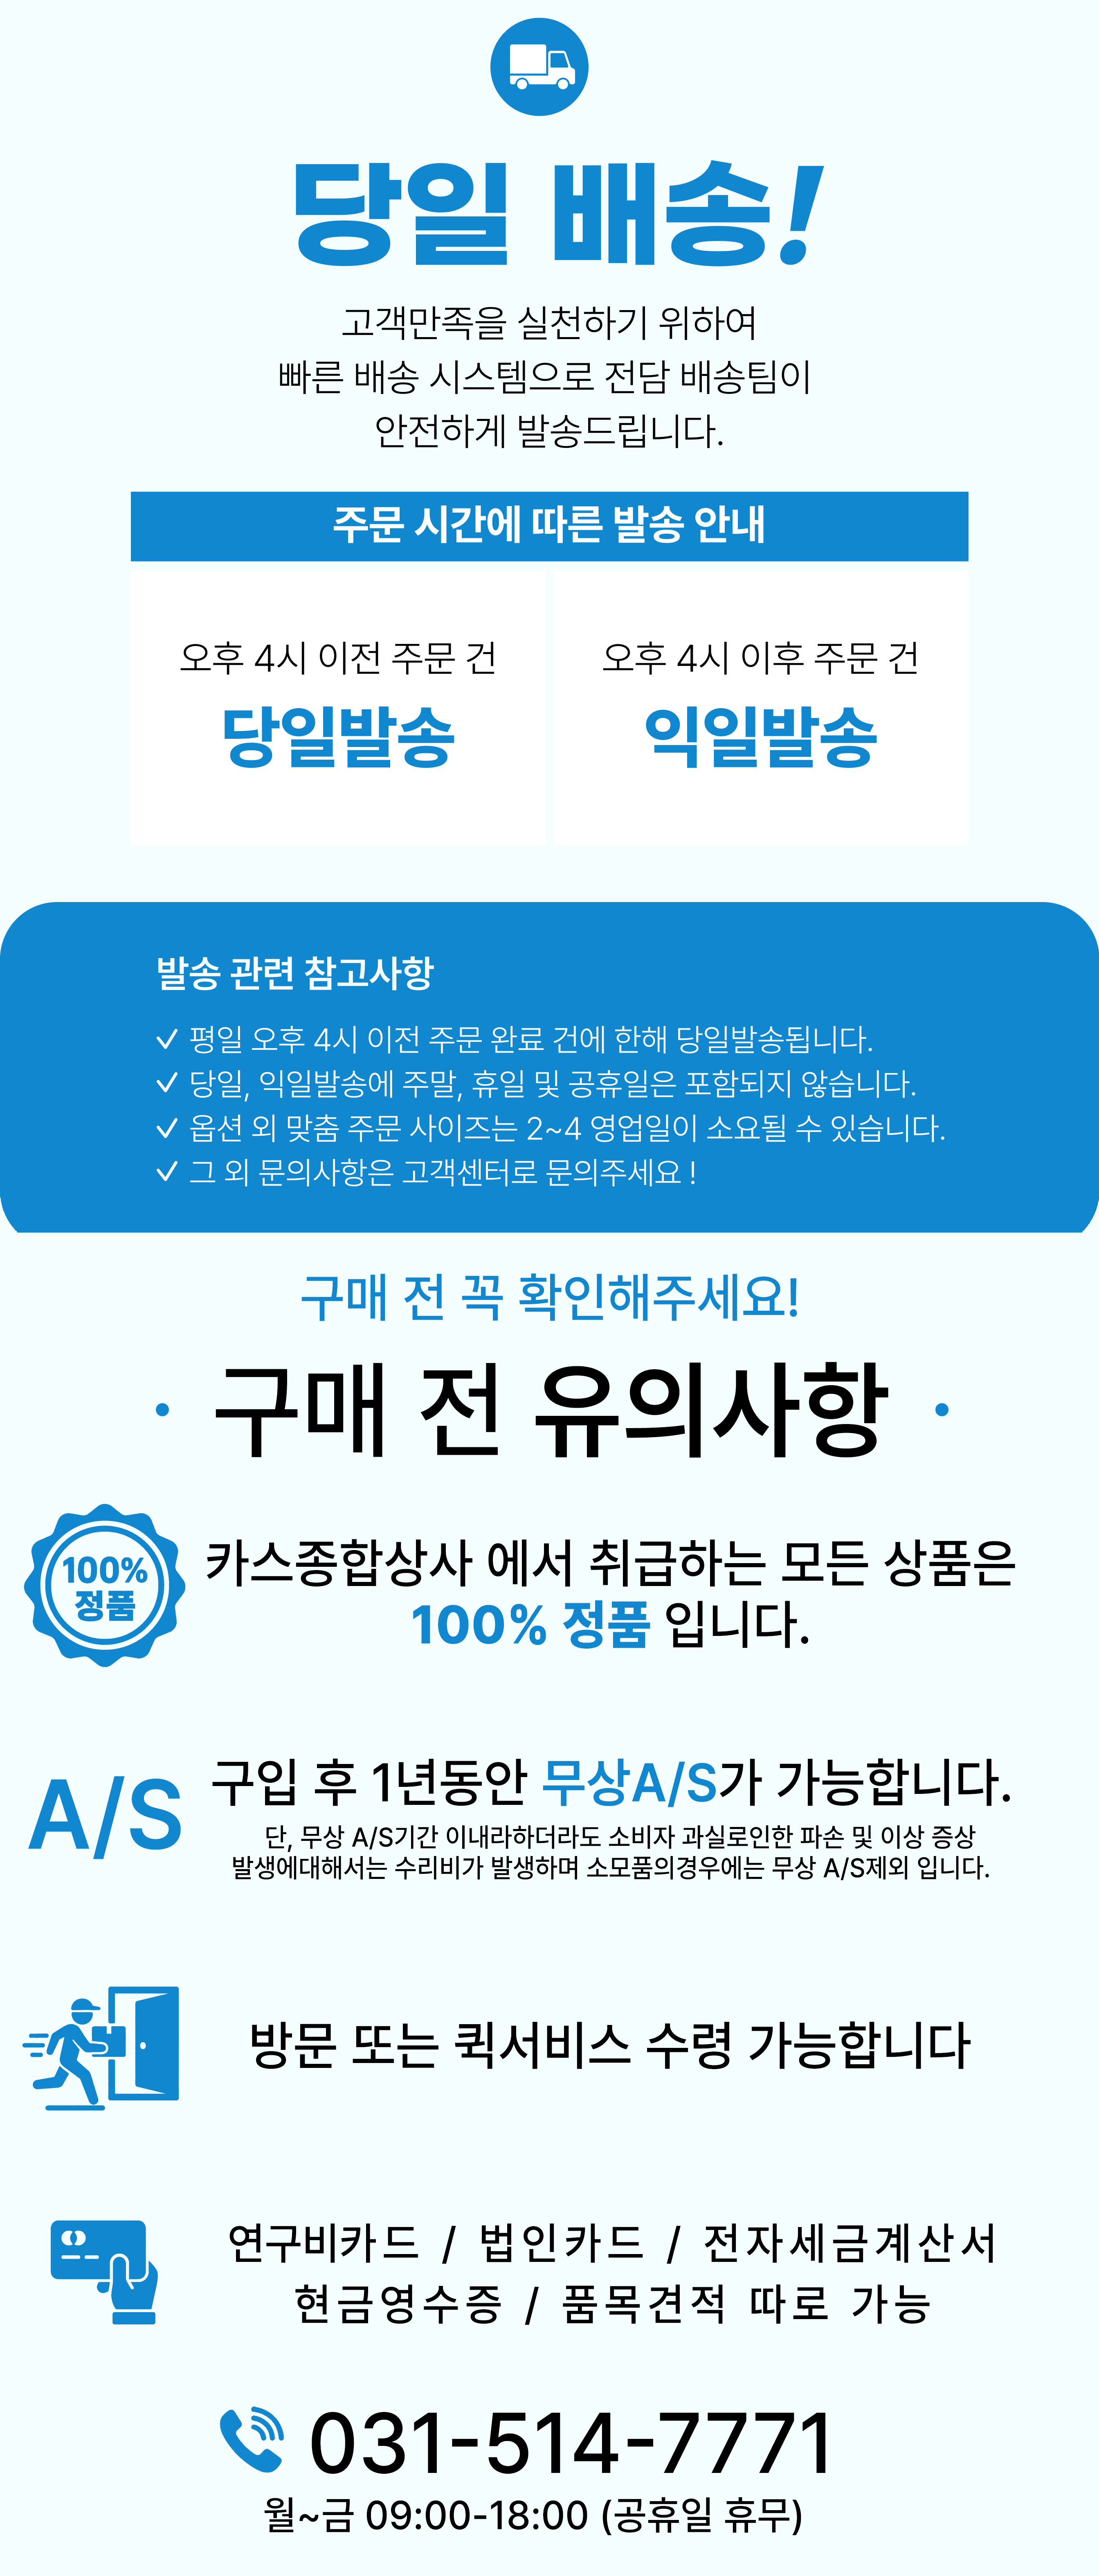 당일 배송!
고객만족을 실천하기 위하여
빠른 배송 시스템으로 전담 배송팀이
안전하게 발송드립니다.
주문 시간에 따른 발송 안내
오후 4시 이전 주문 건
당일발송
오후 4시 이후 주문 건
익일발송
발송 관련 참고사항
평일 오후 4시 이전 주문 완료 건에 한해 당일발송됩니다.
당일, 익일발송에 주말, 휴일 및 공휴일은 포함되지 않습니다.
옵션 외 맞춤 주문 사이즈는 2~4 영업일이 소요될 수 있습니다.
그 외 문의사항은 고객센터로 문의주세요 !
구매 전 꼭 확인해주세요!
· 구매 전 유의사항 ·
100%
정품
카스종합상사 에서 취급하는 모든 상품은
100% 정품 입니다.
A/S
구입 후 1년동안 무상A/S가 가능합니다.
단, 무상 A/S기간 이내라하더라도 소비자 과실로인한 파손 및 이상 증상
발생에대해서는 수리비가 발생하며 소모품의경우에는 무상 A/S제외 입니다.
방문 또는 퀵서비스 수령 가능합니다
연구비카드 / 법인카드 / 전자세금계산서
현금영수증 / 품목견적 따로 가능
031-514-7771
월~금 09:00-18:00 (공휴일 휴무)